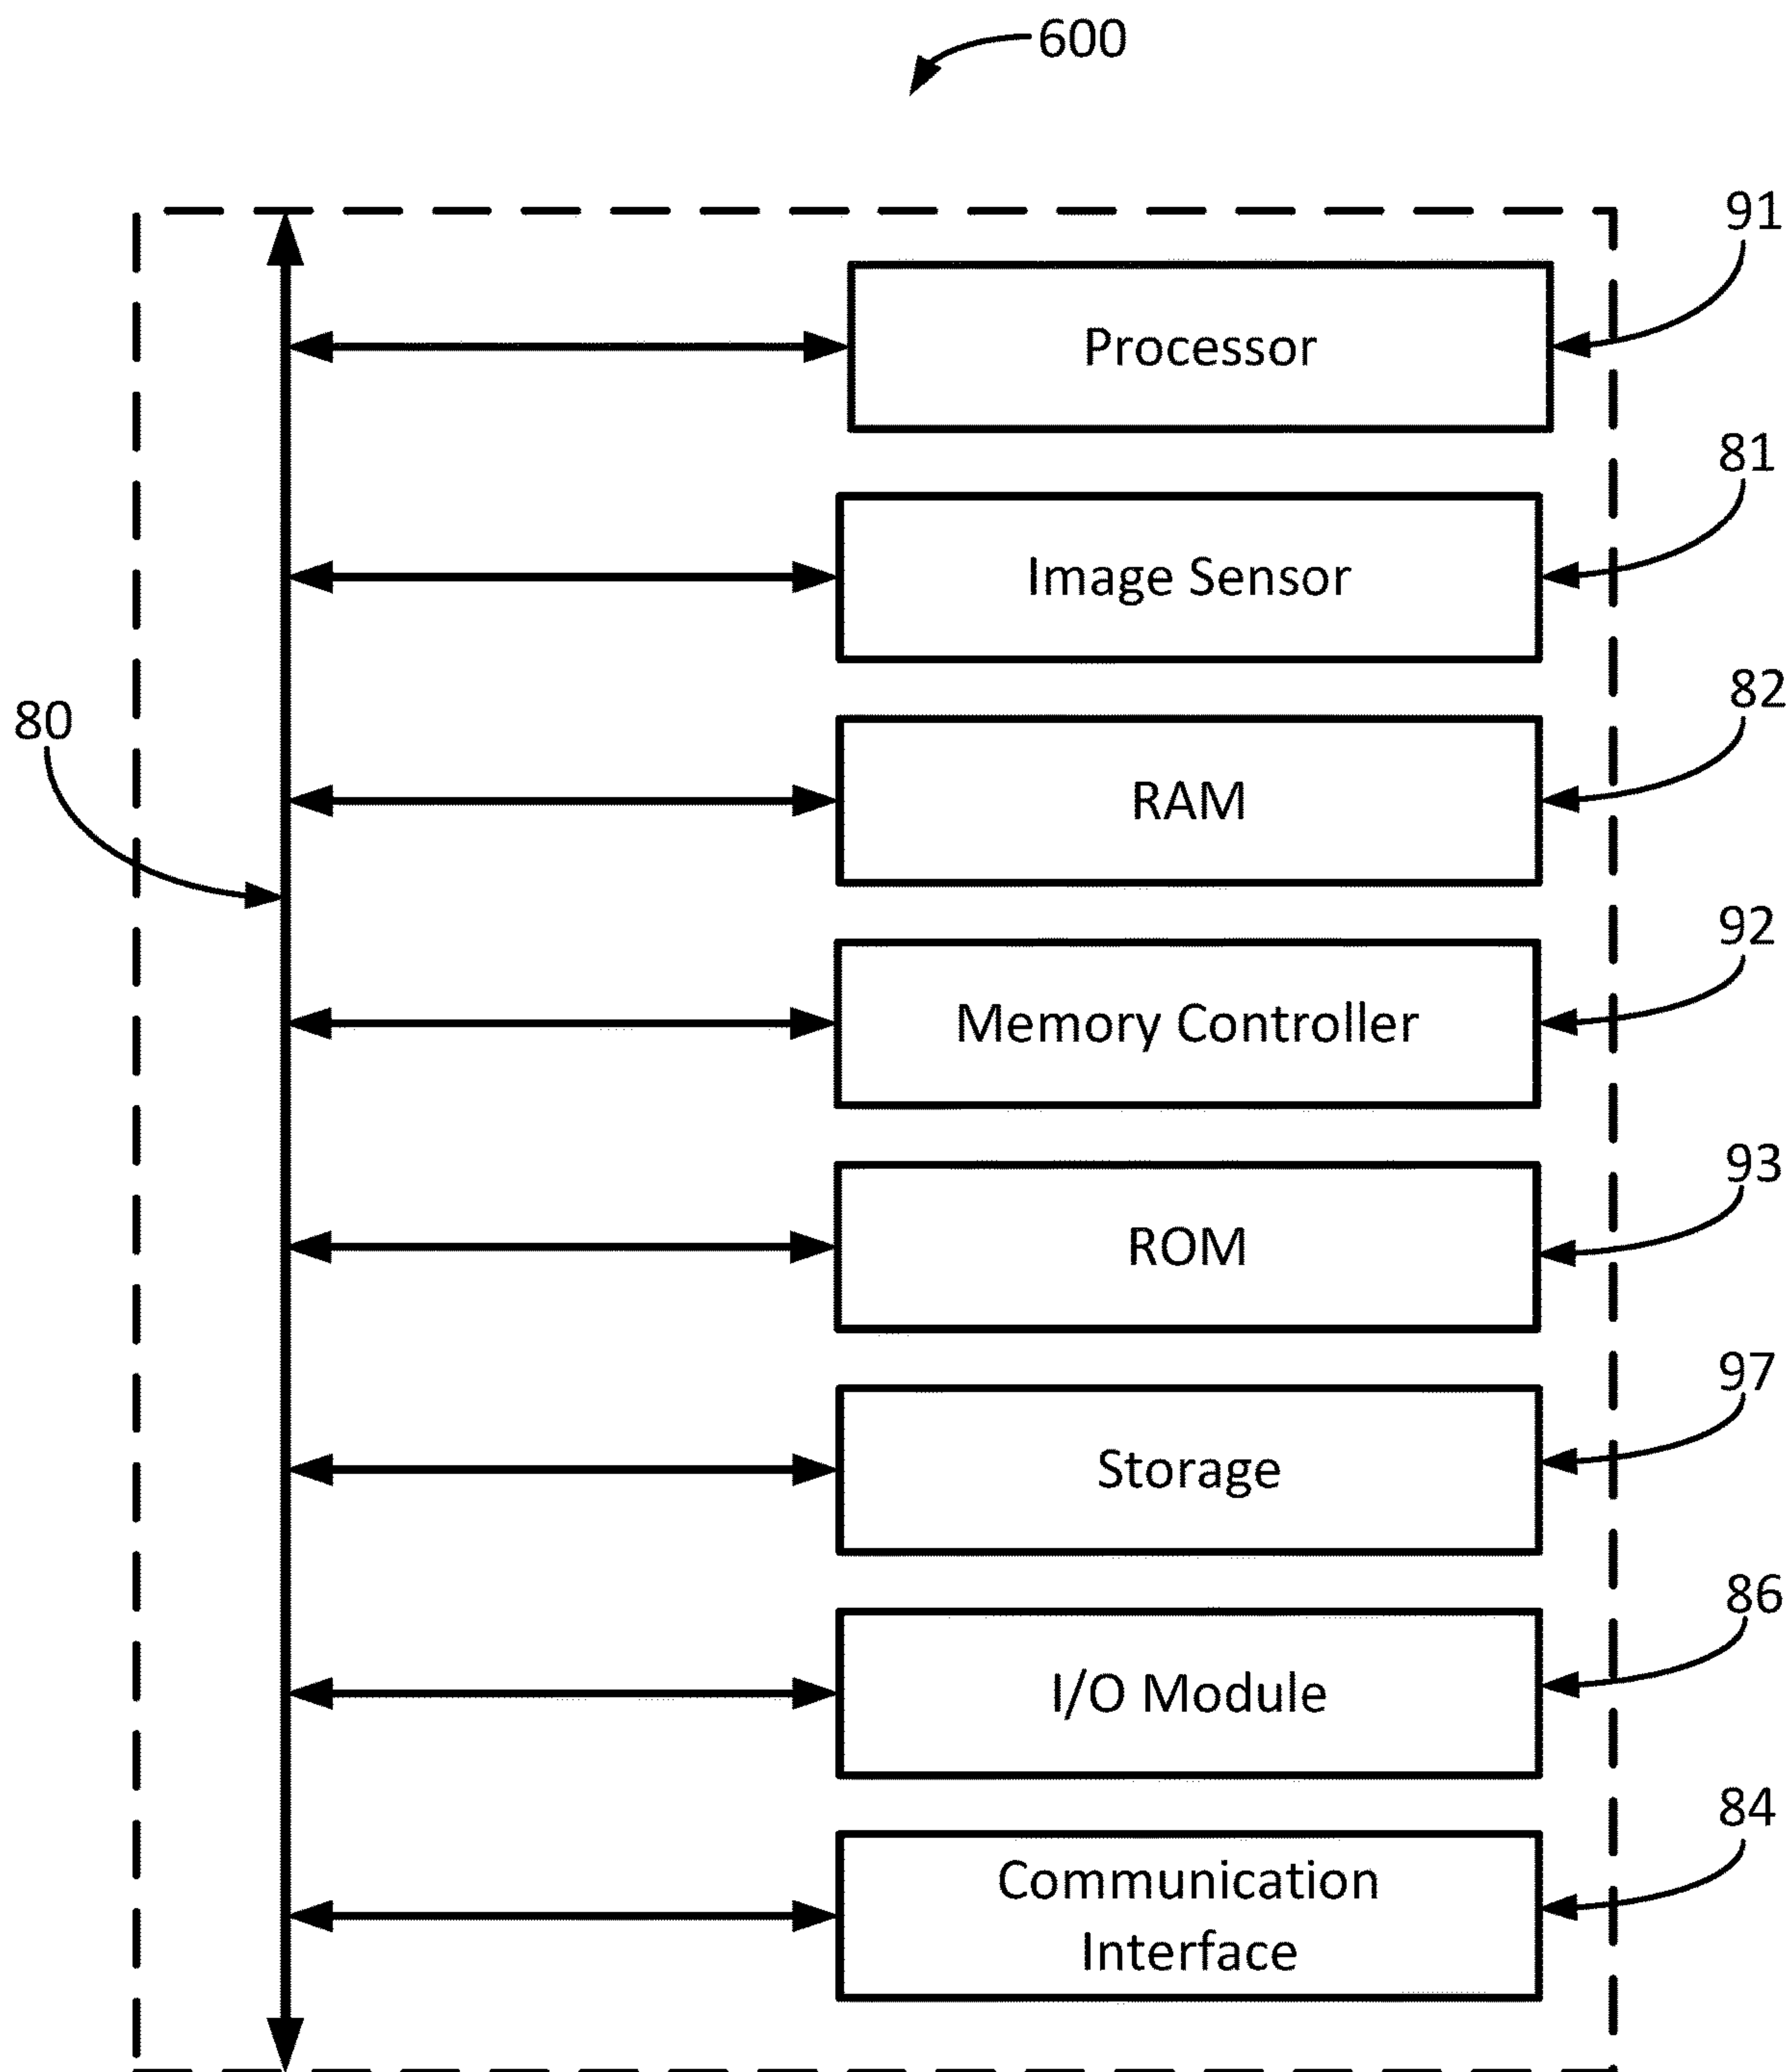 600
91
Processor
81
Image Sensor
82
80
RAM
92
Memory Controller
93
ROM
97
Storage
86
I/O Module
84
Communication
Interface